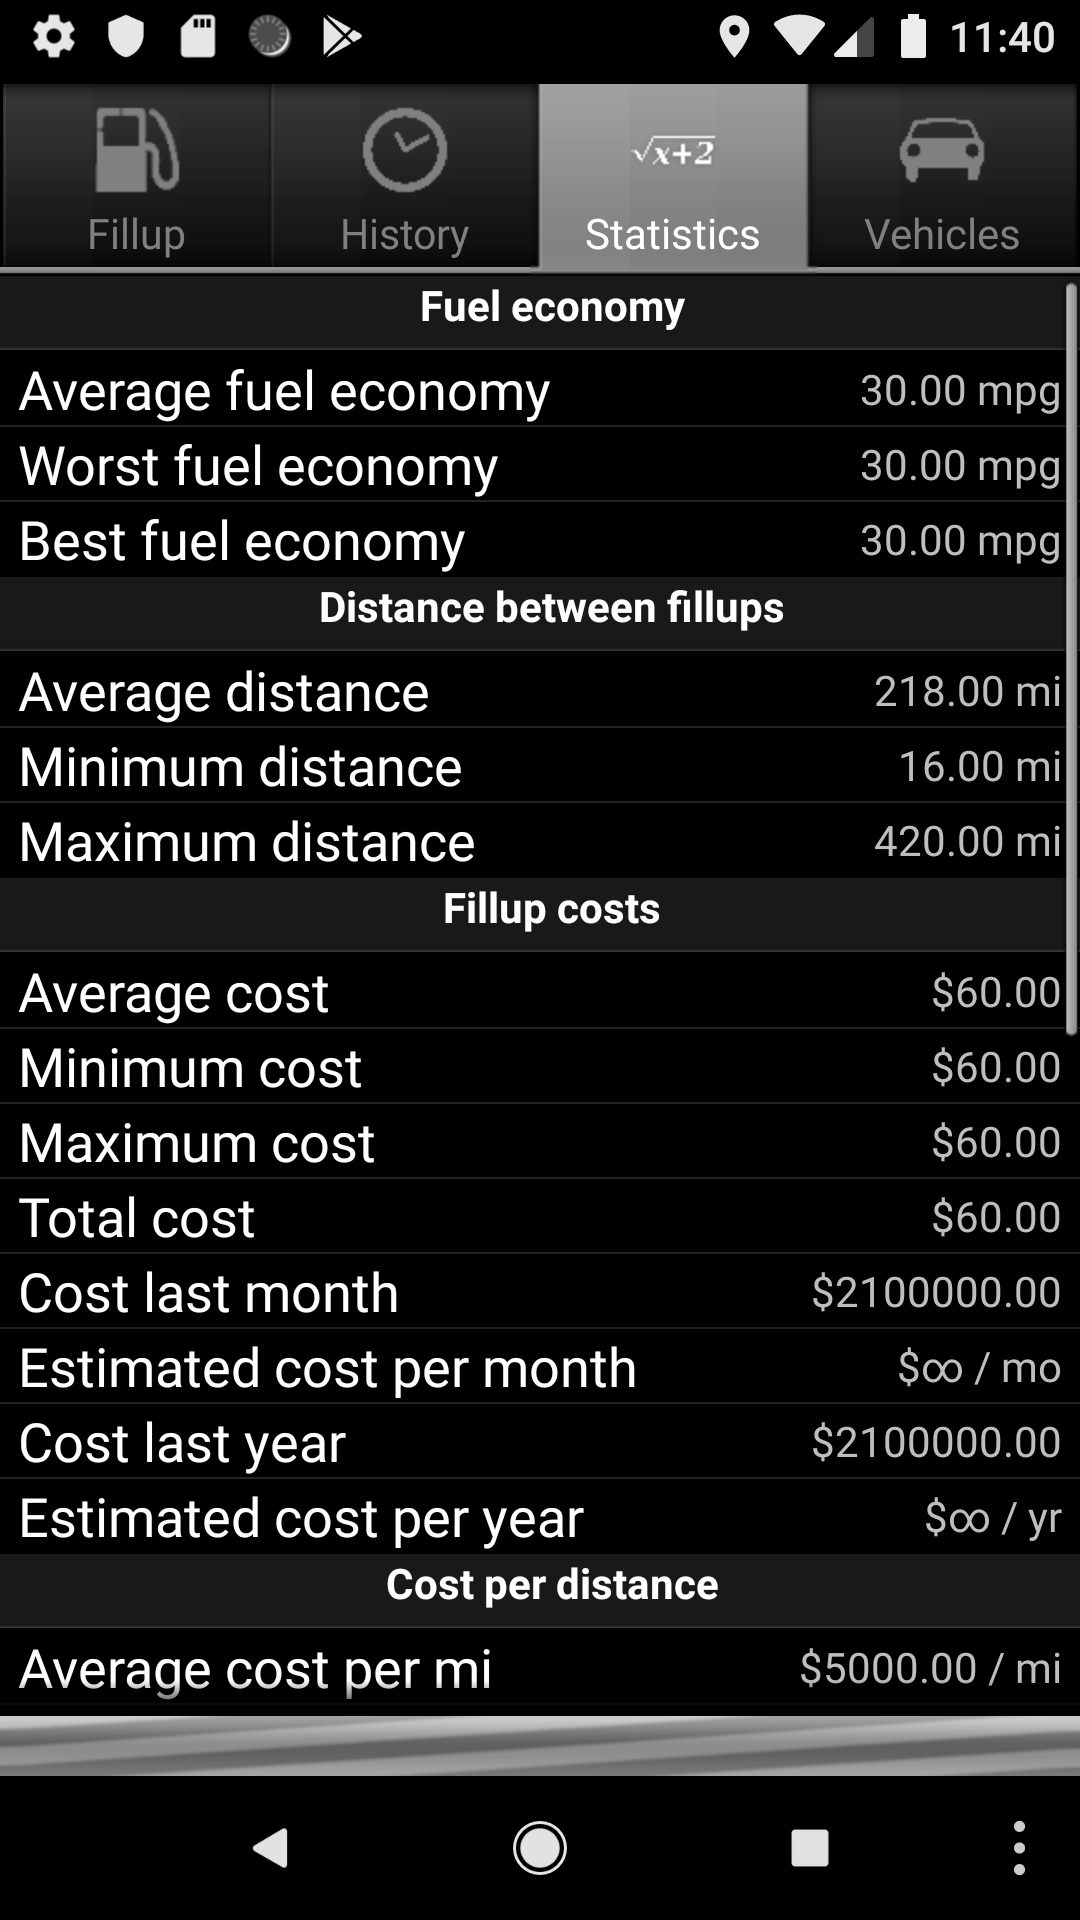 11:40
√x+2
Fillup History Statistics Vehicles
Fuel economy
Average fuel economy 30.00 mpg
Worst fuel economy 30.00 mpg
Best fuel economy 30.00 mpg
Distance between fillups
Average distance 218.00 mi
Minimum distance 16.00 mi
Maximum distance 420.00 mi
Fillup costs
Average cost $60.00
Minimum cost $60.00
Maximum cost $60.00
Total cost $60.00
Cost last month $2100000.00
Estimated cost per month $∞ / mo
Cost last year $2100000.00
Estimated cost per year $∞ / yr
Cost per distance
Average cost per mi $5000.00 / mi